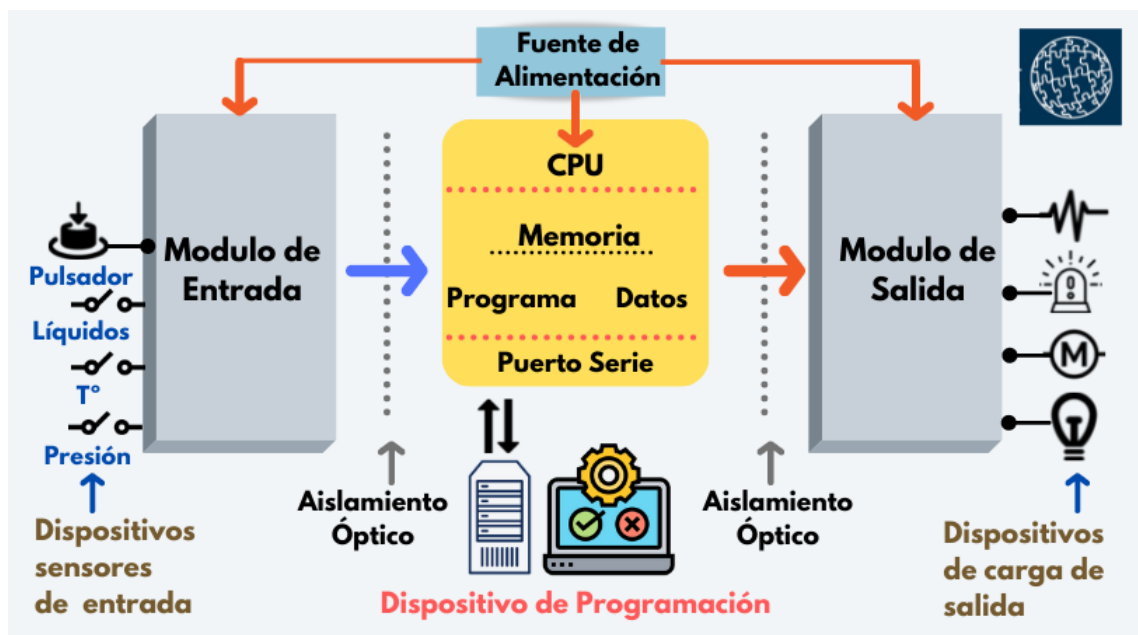 Fuente de
Alimentación
CPU
Memoria
Programa Datos
Puerto Serie
Modulo de
Entrada
Modulo de
Salida
Pulsador
Líquidos
T°
Presión
M
Aislamiento
Óptico
Aislamiento
Óptico
Dispositivos
sensores
de entrada
Dispositivo de Programación
Dispositivos
de carga de
salida